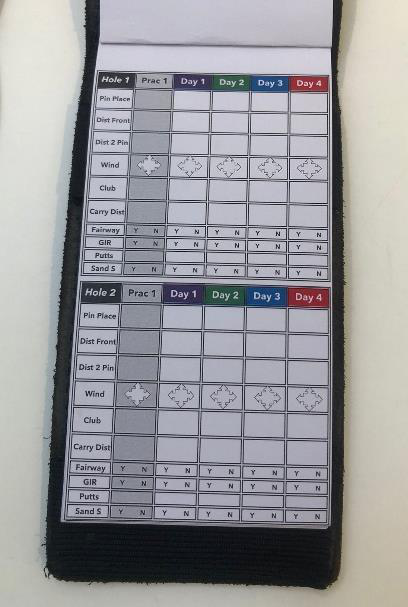 Hole 1 Prac 1 Day 1 Day 2 Day 3 Day 4
Pin Place
Dist Front
Dist 2 Pin
Wind
Club
Carry Dist
Fairway Y N Y N Y N Y N Y N
GIR Y N Y N Y N Y N Y N
Putts
Sand S Y N Y N Y N Y N Y N
Hole 2 Prac 1 Day 1 Day 2 Day 3 Day 4
Pin Place
Dist Front
Dist 2 Pin
Wind
Club
Carry Dist
Fairway Y N Y N Y N Y N Y N
GIR Y N Y N Y N Y N Y N
Putts
Sand S Y N Y N Y N Y N Y N